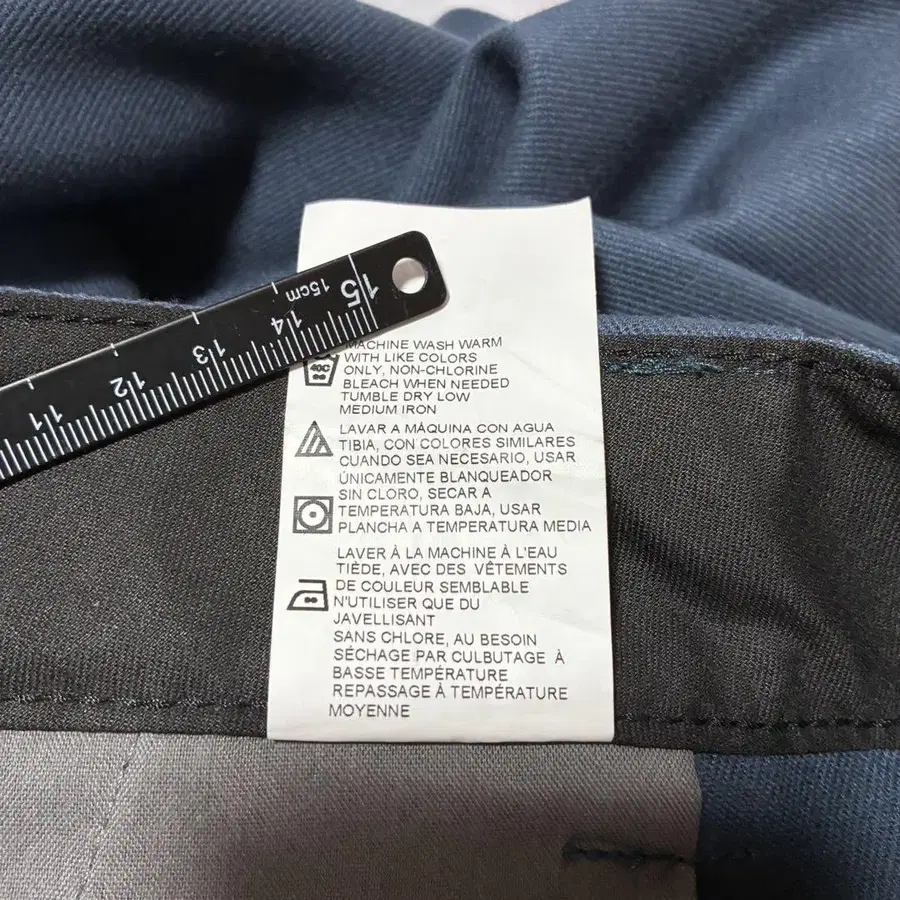 15cm
11 12 13 14 15
MACHINE WASH WARM
WITH LIKE COLORS
ONLY, NON-CHLORINE
BLEACH WHEN NEEDED
TUMBLE DRY LOW
MEDIUM IRON
40C
LAVAR A MÁQUINA CON AGUA
TIBIA, CON COLORES SIMILARES
CUANDO SEA NECESARIO, USAR
ÚNICAMENTE BLANQUEADOR
SIN CLORO, SECAR A
TEMPERATURA BAJA, USAR
PLANCHA A TEMPERATURA MEDIA
LAVER À LA MACHINE À L'EAU
TIÈDE, AVEC DES VÊTEMENTS
DE COULEUR SEMBLABLE
N'UTILISER QUE DU
JAVELLISANT
SANS CHLORE, AU BESOIN
SÉCHAGE PAR CULBUTAGE À
BASSE TEMPÉRATURE
REPASSAGE À TEMPÉRATURE
MOYENNE